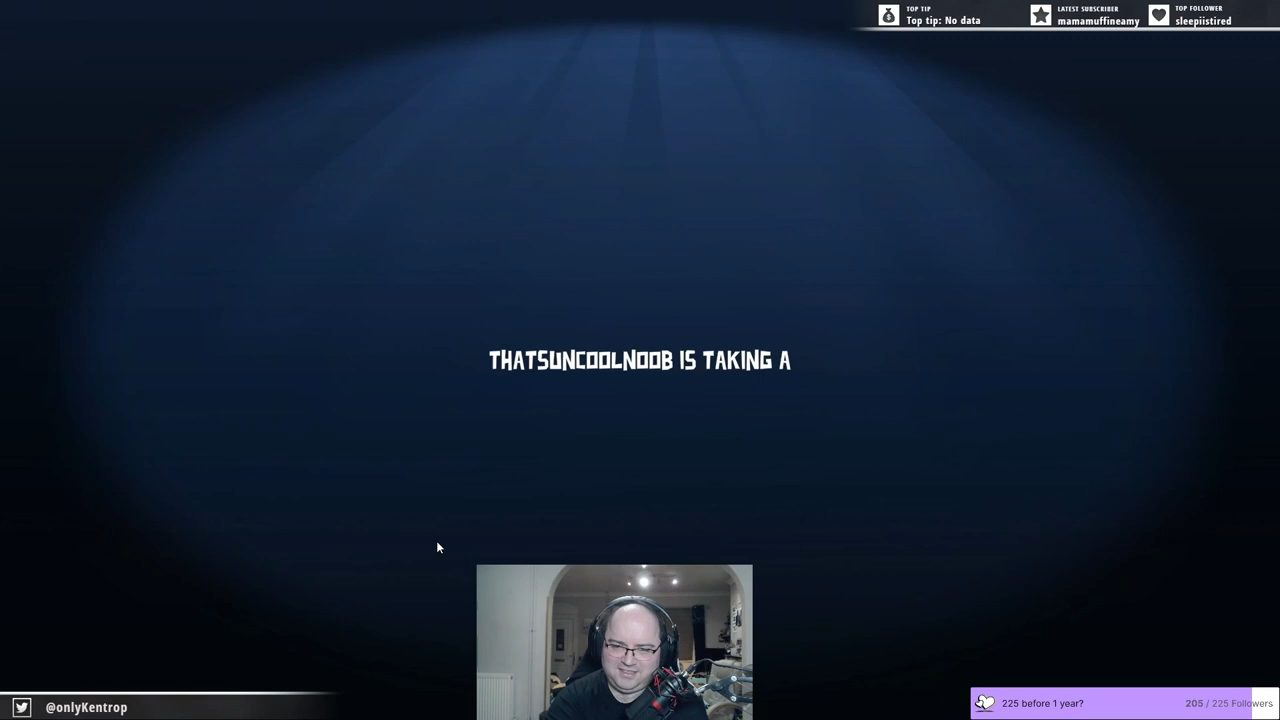 TOP TIP
Top tip: No data
LATEST SUBSCRIBER
mamamuffineamy
TOP FOLLOWER
sleepiistired
THATSUNCOOLNOOB IS TAKING A
@onlyKentrop
225 before 1 year?
205 / 225 Followers